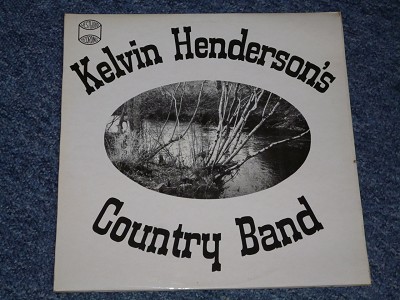 Kelvin Henderson's
Country Band